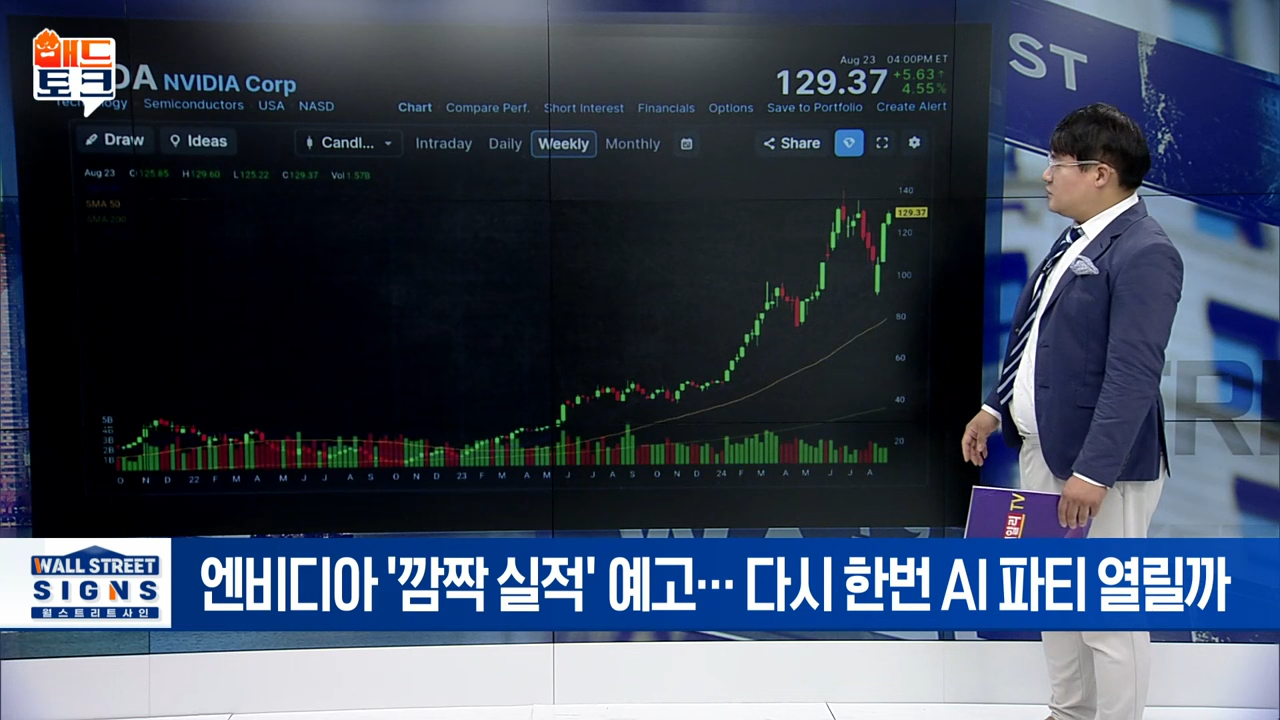 매드
토크
DA NVIDIA Corp
Technology Semiconductors USA NASD
Aug 23 04:00PM ET
129.37 +5.63↑
4.55%
Chart Compare Perf. Short Interest Financials Options Save to Portfolio Create Alert
Draw Ideas Candl... Intraday Daily Weekly Monthly Share
Aug 23 O:125.85 H:129.60 L:125.22 C:129.37 Vol 1.57B
SMA 50
SMA 200
140
129.37
120
100
80
60
40
20
5B
4B
3B
2B
1B
O N D 22 F M A M J J A S O N D 23 F M A M J J A S O N D 24 F M A M J J A
ST
TRE
TV
WALL STREET
SIGNS
월스트리트사인
엔비디아 '깜짝 실적' 예고… 다시 한번 AI 파티 열릴까